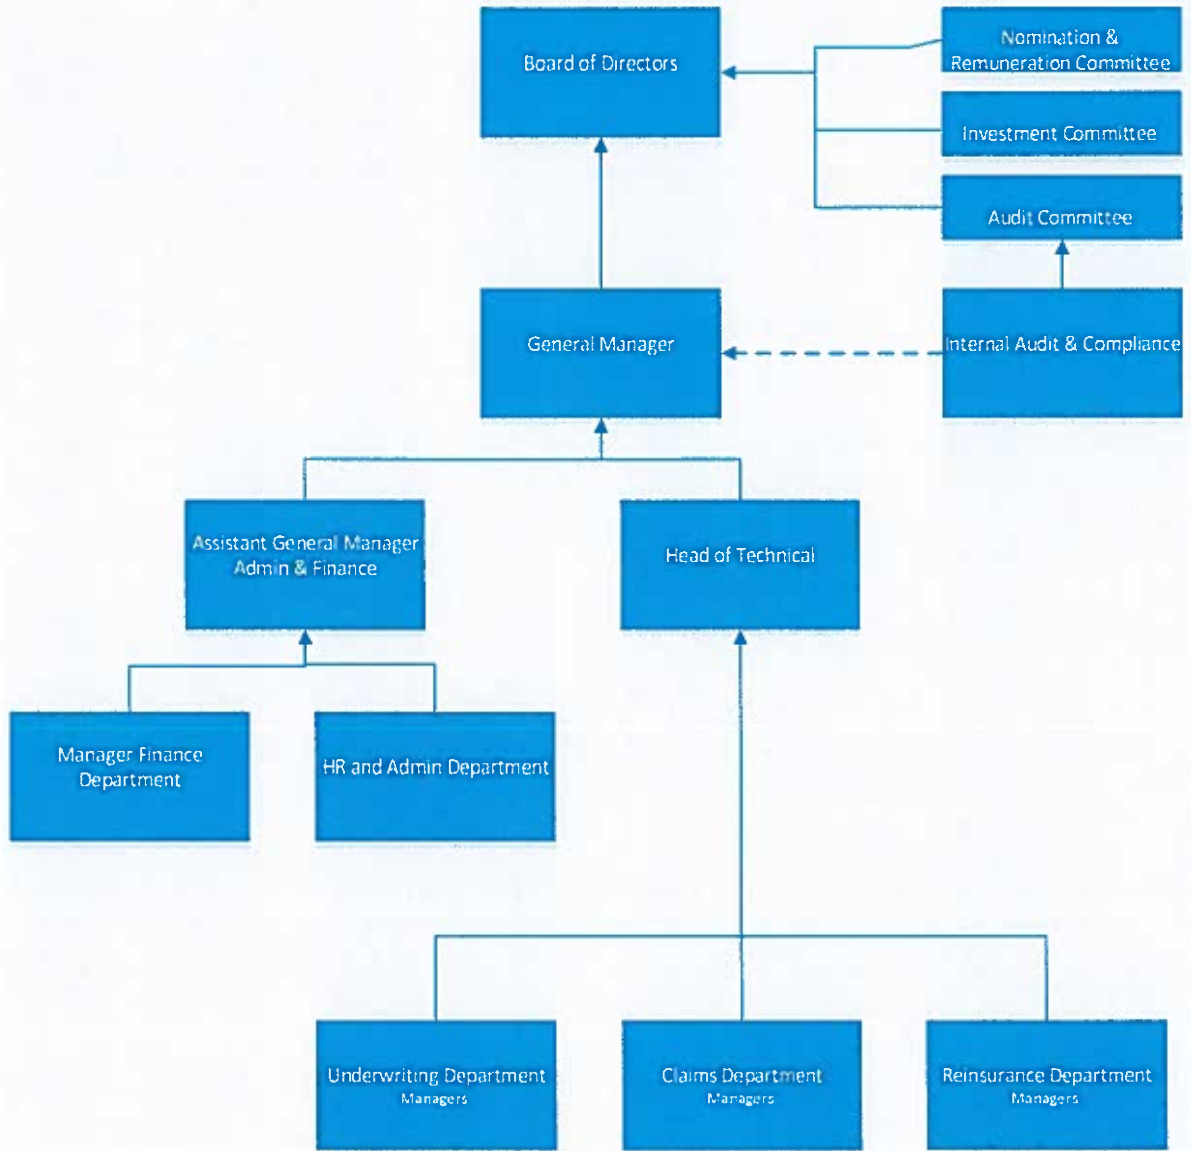 Board of Directors
Nomination &
Remuneration Committee
Investment Committee
Audit Committee
General Manager
Internal Audit & Compliance
Assistant General Manager
Admin & Finance
Head of Technical
Manager Finance
Department
HR and Admin Department
Underwriting Department
Managers
Claims Department
Managers
Reinsurance Department
Managers